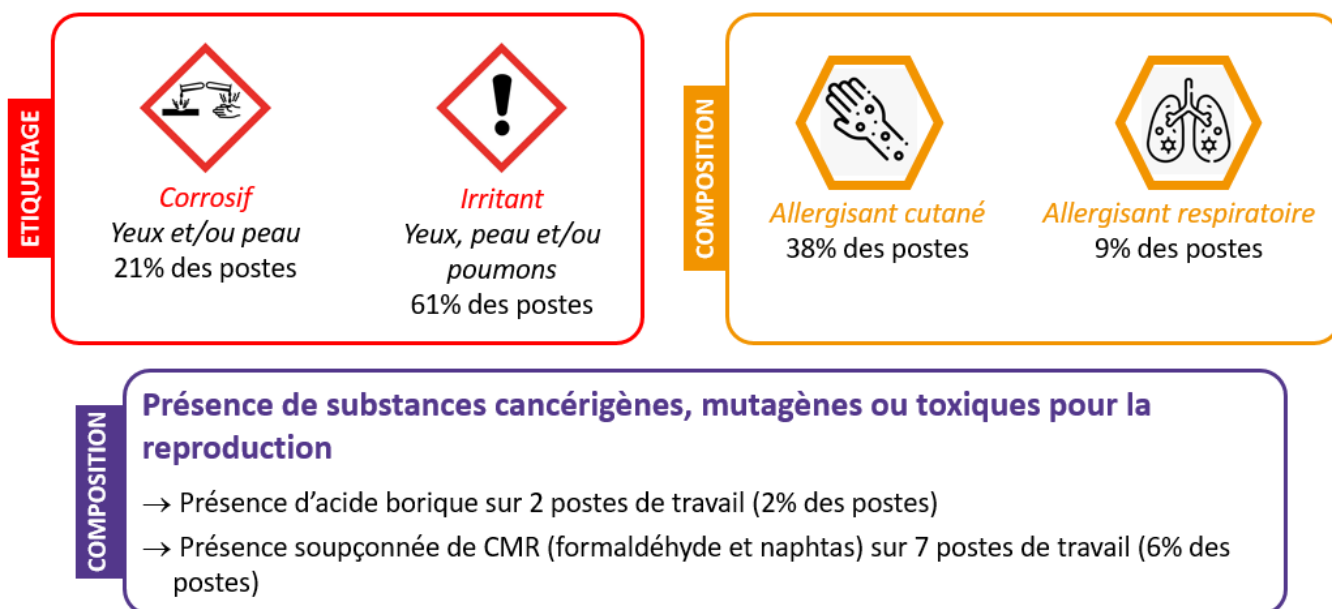 ETIQUETAGE
Corrosif
Yeux et/ou peau
21% des postes
Irritant
Yeux, peau et/ou
poumons
61% des postes
COMPOSITION
Allergisant cutané
38% des postes
Allergisant respiratoire
9% des postes
COMPOSITION
Présence de substances cancérigènes, mutagènes ou toxiques pour la
reproduction
→ Présence d’acide borique sur 2 postes de travail (2% des postes)
→ Présence soupçonnée de CMR (formaldéhyde et naphtas) sur 7 postes de travail (6% des
postes)